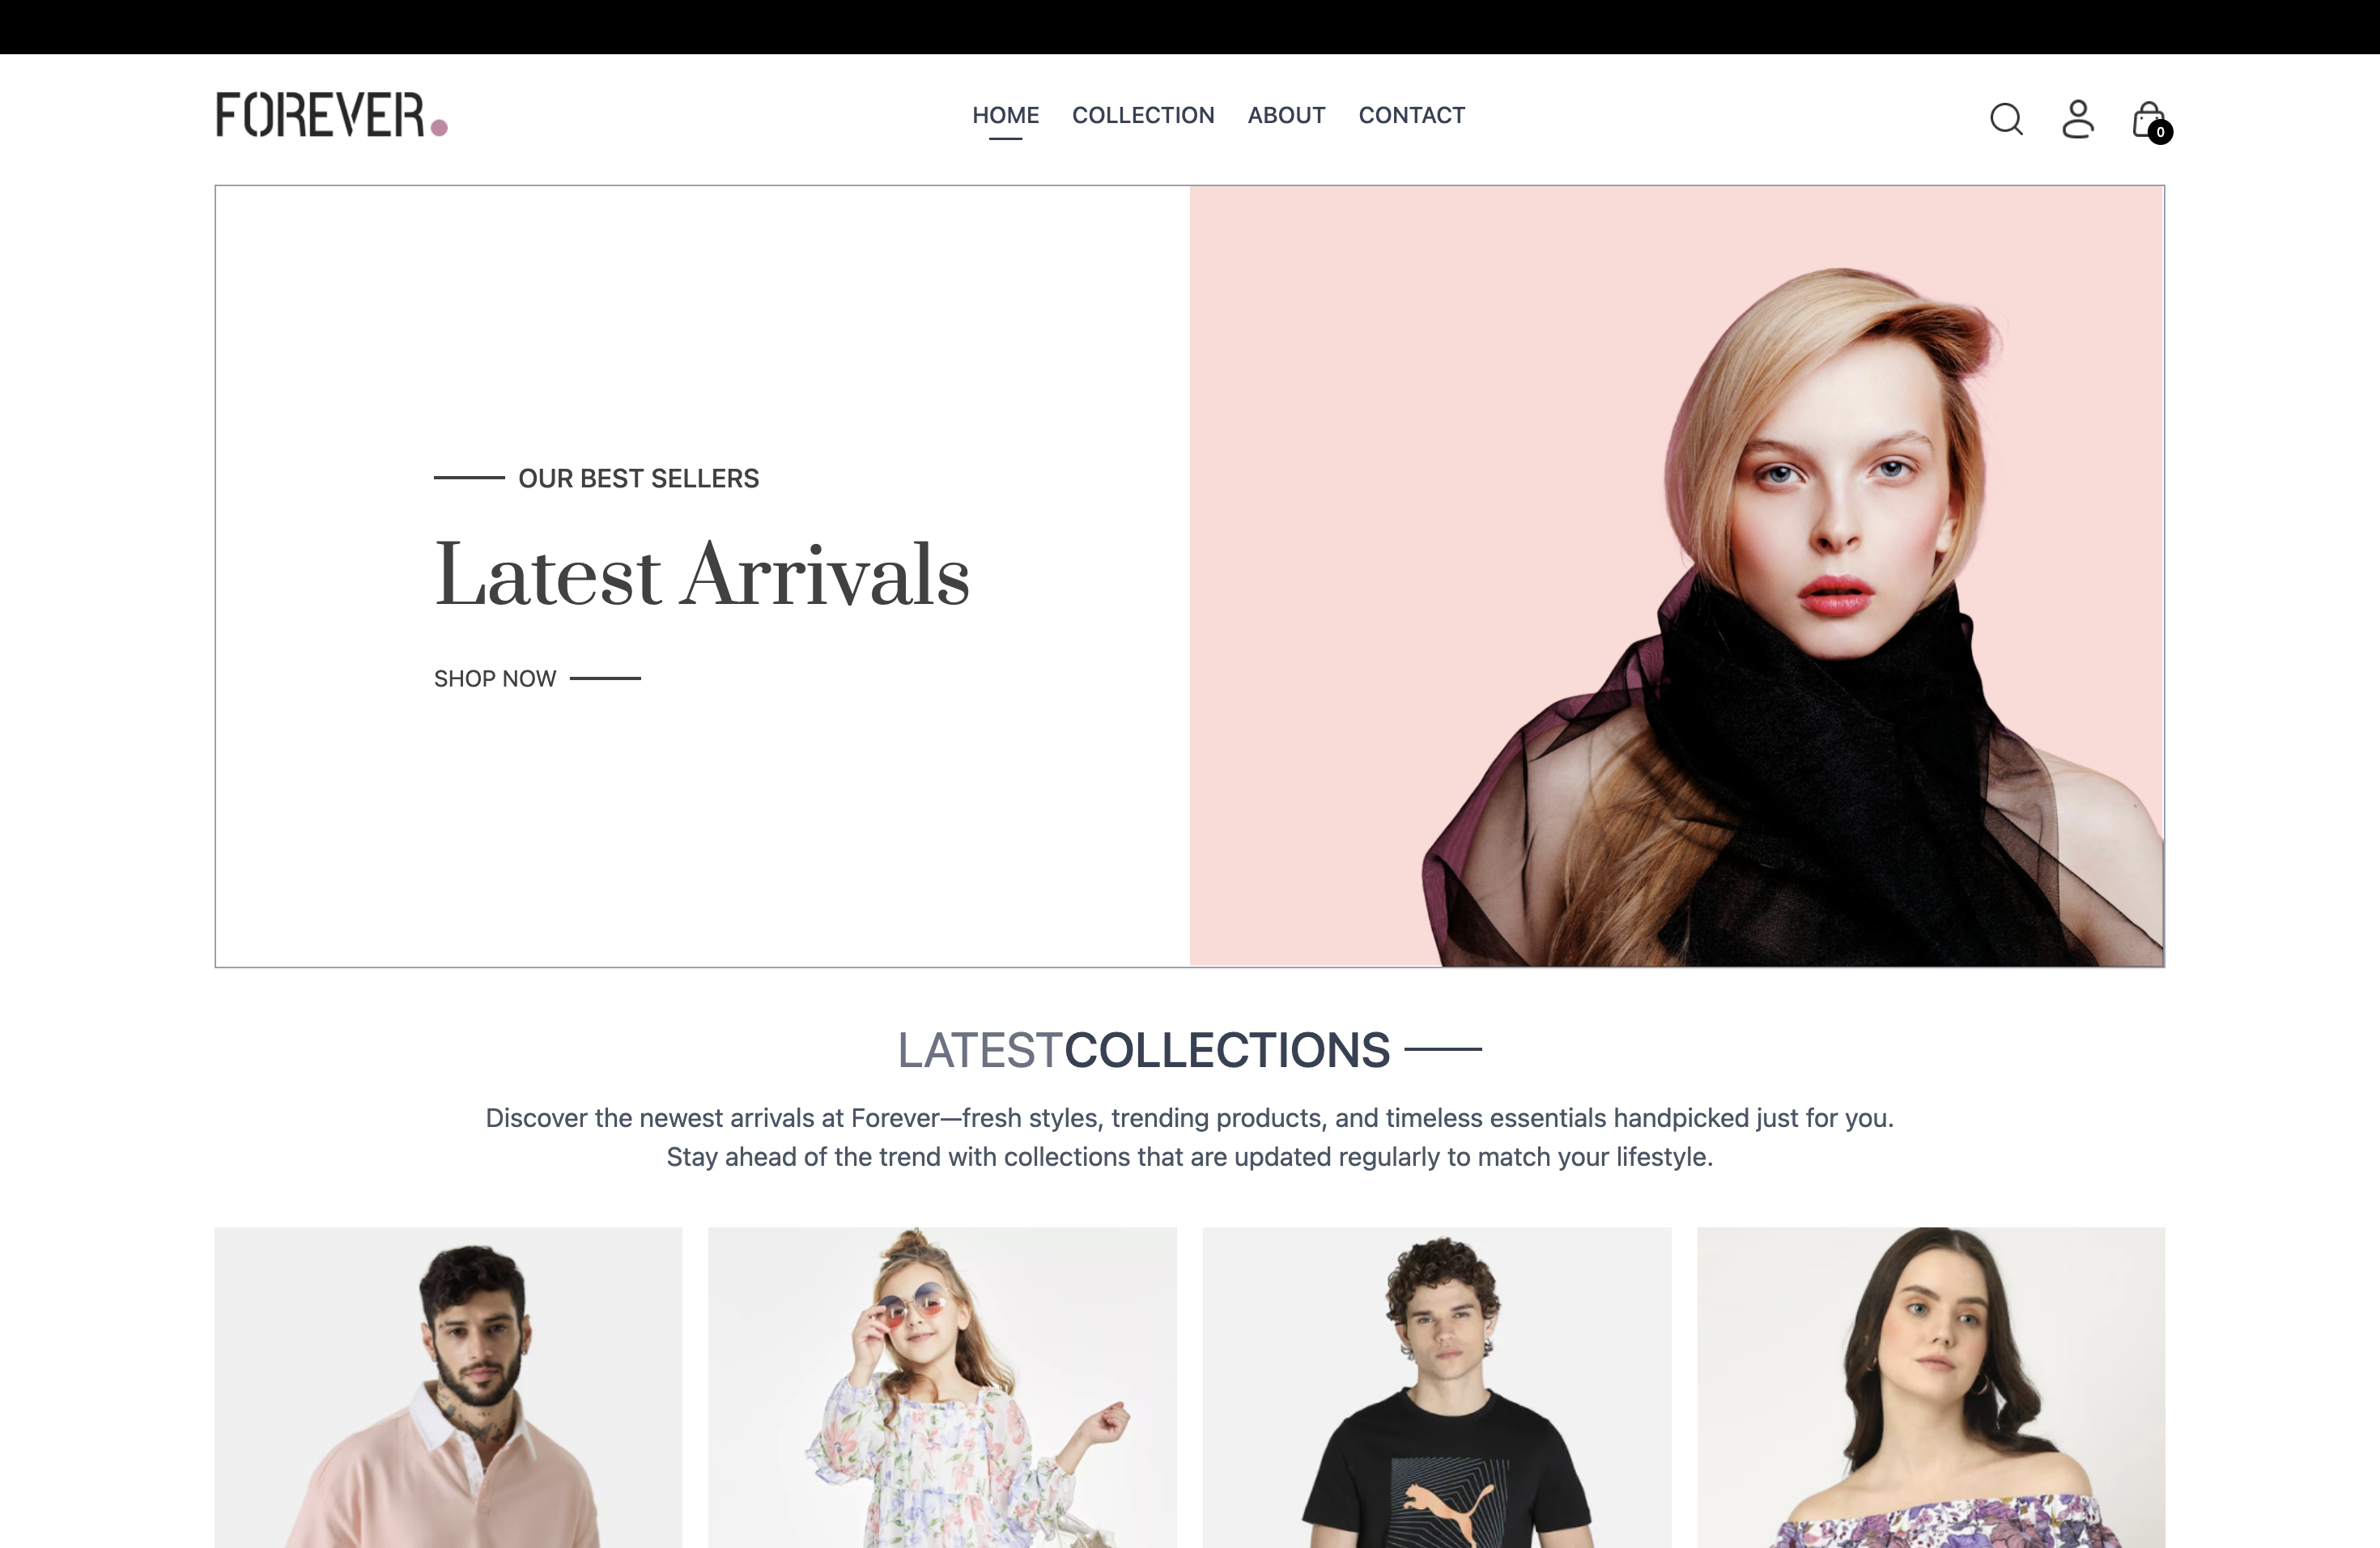 FOREVER.
HOME COLLECTION ABOUT CONTACT
0
OUR BEST SELLERS
Latest Arrivals
SHOP NOW
LATESTCOLLECTIONS
Discover the newest arrivals at Forever—fresh styles, trending products, and timeless essentials handpicked just for you.
Stay ahead of the trend with collections that are updated regularly to match your lifestyle.